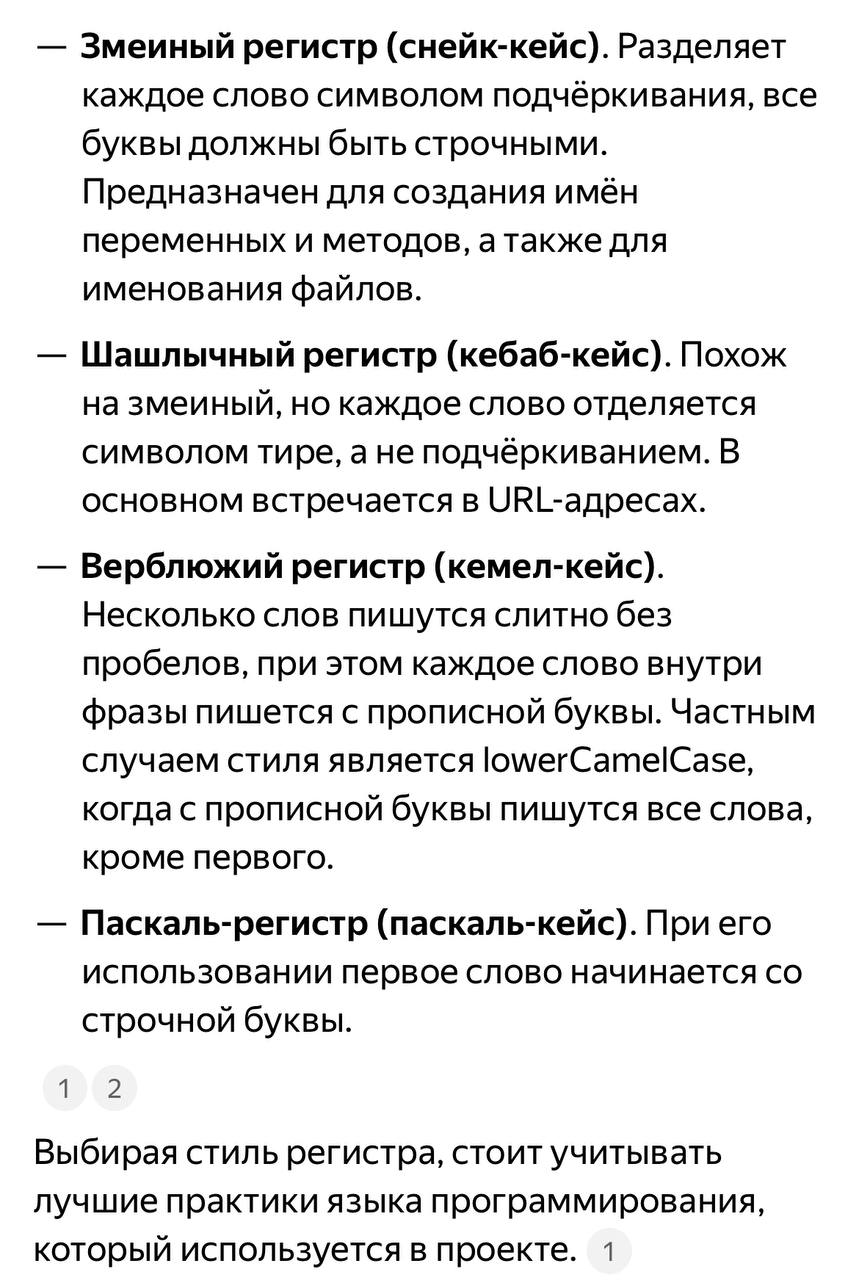 — Змеиный регистр (снейк-кейс). Разделяет
каждое слово символом подчёркивания, все
буквы должны быть строчными.
Предназначен для создания имён
переменных и методов, а также для
именования файлов.
— Шашлычный регистр (кебаб-кейс). Похож
на змеиный, но каждое слово отделяется
символом тире, а не подчёркиванием. В
основном встречается в URL-адресах.
— Верблюжий регистр (кемел-кейс).
Несколько слов пишутся слитно без
пробелов, при этом каждое слово внутри
фразы пишется с прописной буквы. Частным
случаем стиля является lowerCamelCase,
когда с прописной буквы пишутся все слова,
кроме первого.
— Паскаль-регистр (паскаль-кейс). При его
использовании первое слово начинается со
строчной буквы.
1 2
Выбирая стиль регистра, стоит учитывать
лучшие практики языка программирования,
который используется в проекте. 1